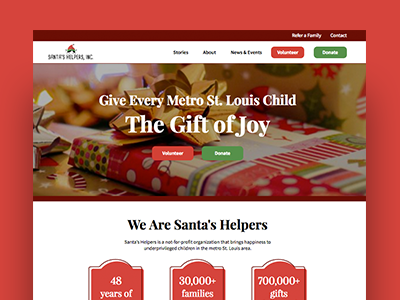 Refer a Family Contact
SANTA'S HELPERS, INC.
Stories About News & Events Volunteer Donate
Give Every Metro St. Louis Child
The Gift of Joy
Volunteer Donate
We Are Santa's Helpers
Santa's Helpers is a not-for-profit organization that brings happiness to
underprivileged children in the metro St. Louis area.
48 30,000+ 700,000+
years of families gifts